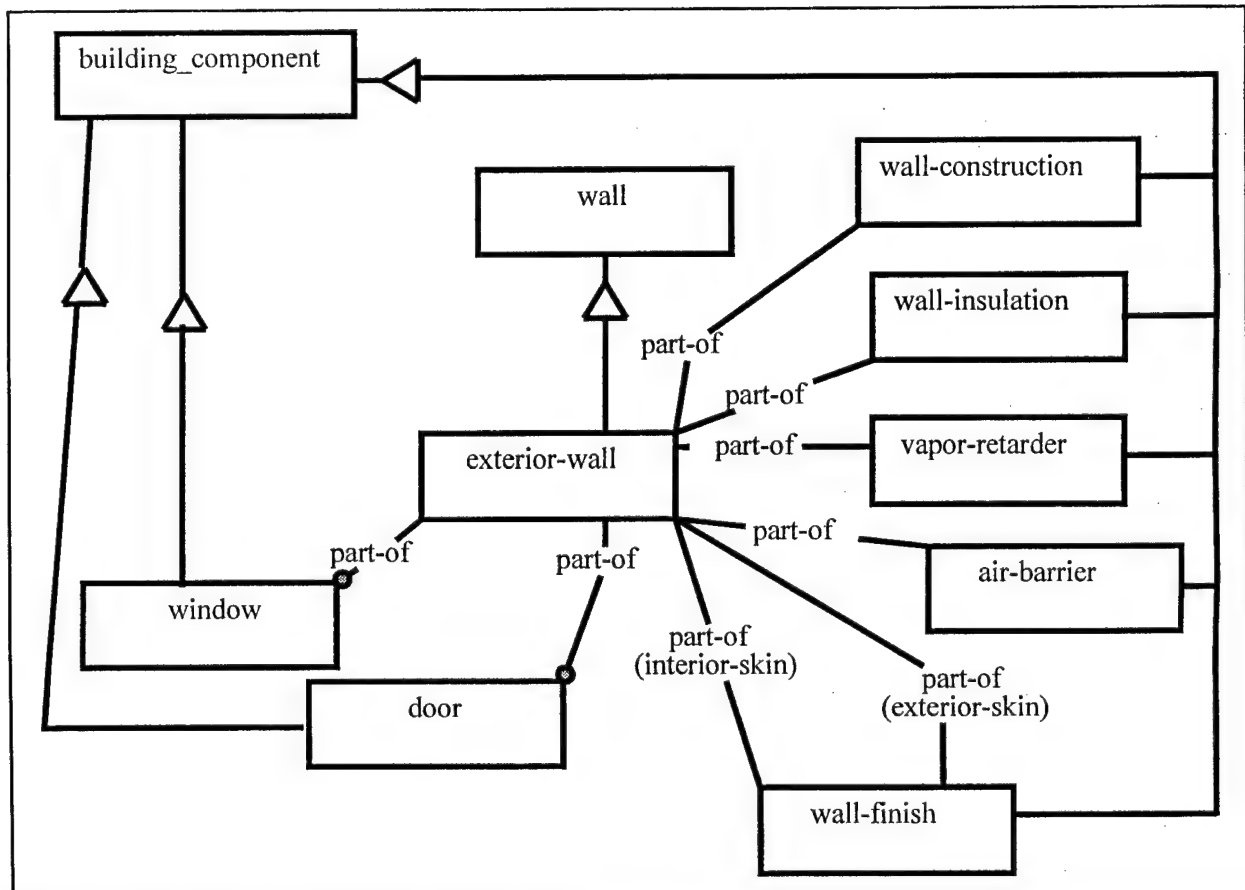 building_component
wall-construction
wall
wall-insulation
part-of
part-of
exterior-wall
part-of
vapor-retarder
part-of
part-of
part-of
air-barrier
window
part-of
(interior-skin)
part-of
(exterior-skin)
door
wall-finish